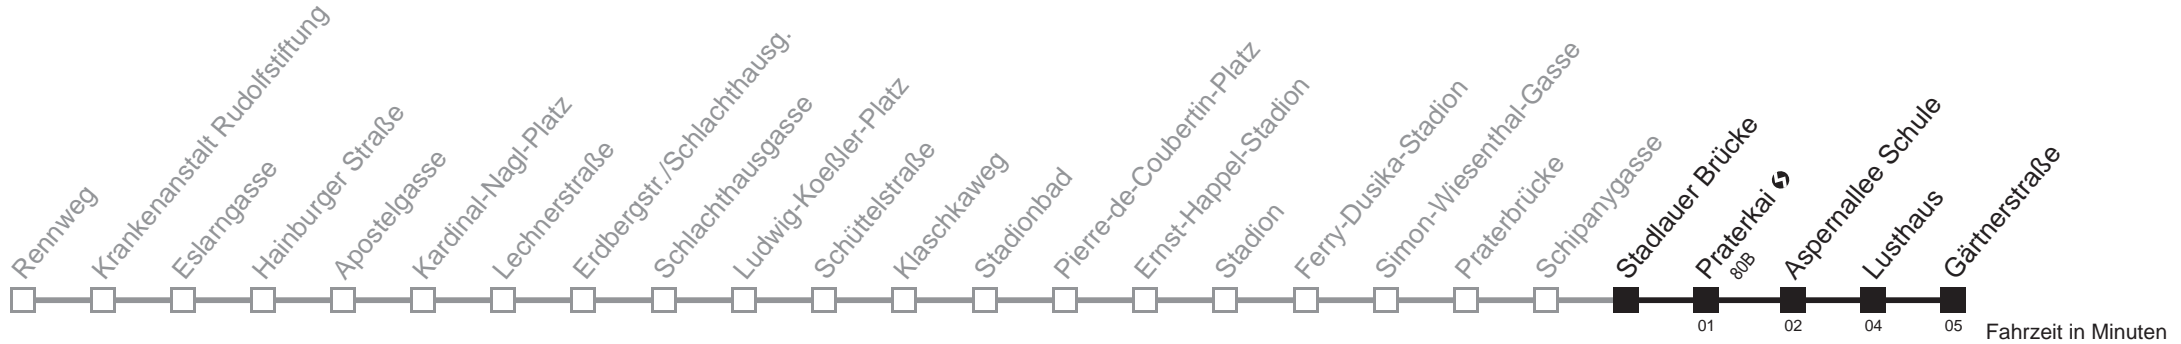 Rennweg
Krankenanstalt Rudolfstiftung
Eslarngasse
Hainburger Straße
Apostelgasse
Kardinal-Nagl-Platz
Lechnerstraße
Erdbergstr./Schlachthausg.
Schlachthausgasse
Ludwig-Koeßler-Platz
Schüttelstraße
Klaschkaweg
Stadionbad
Pierre-de-Coubertin-Platz
Ernst-Happel-Stadion
Stadion
Ferry-Dusika-Stadion
Simon-Wiesenthal-Gasse
Praterbrücke
Schipanygasse
Stadlauer Brücke
Praterkai
80B
Aspernallee Schule
Lusthaus
Gärtnerstraße
01
02
04
05
Fahrzeit in Minuten